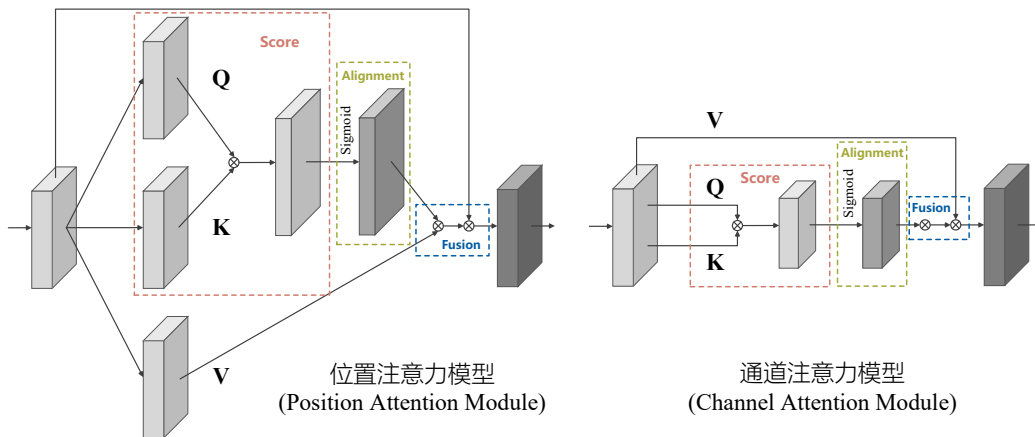 Score
Q
Alignment
Sigmoid
K
Fusion
V
位置注意力模型
(Position Attention Module)
V
Alignment
Score
Q
Sigmoid
Fusion
K
通道注意力模型
(Channel Attention Module)